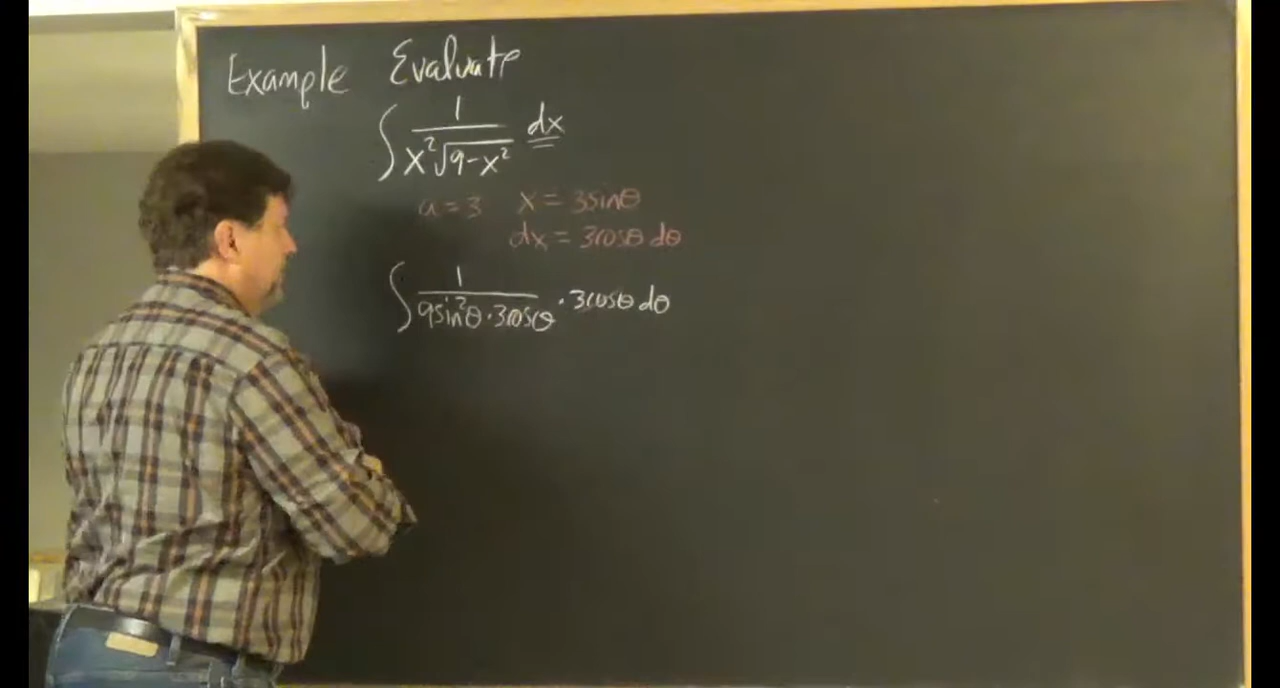 Example Evaluate
∫ 1/(x²√(9-x²)) dx
a = 3 x = 3sinθ
dx = 3cosθ dθ
∫ 1/(9sin²θ · 3cosθ) · 3cosθ dθ